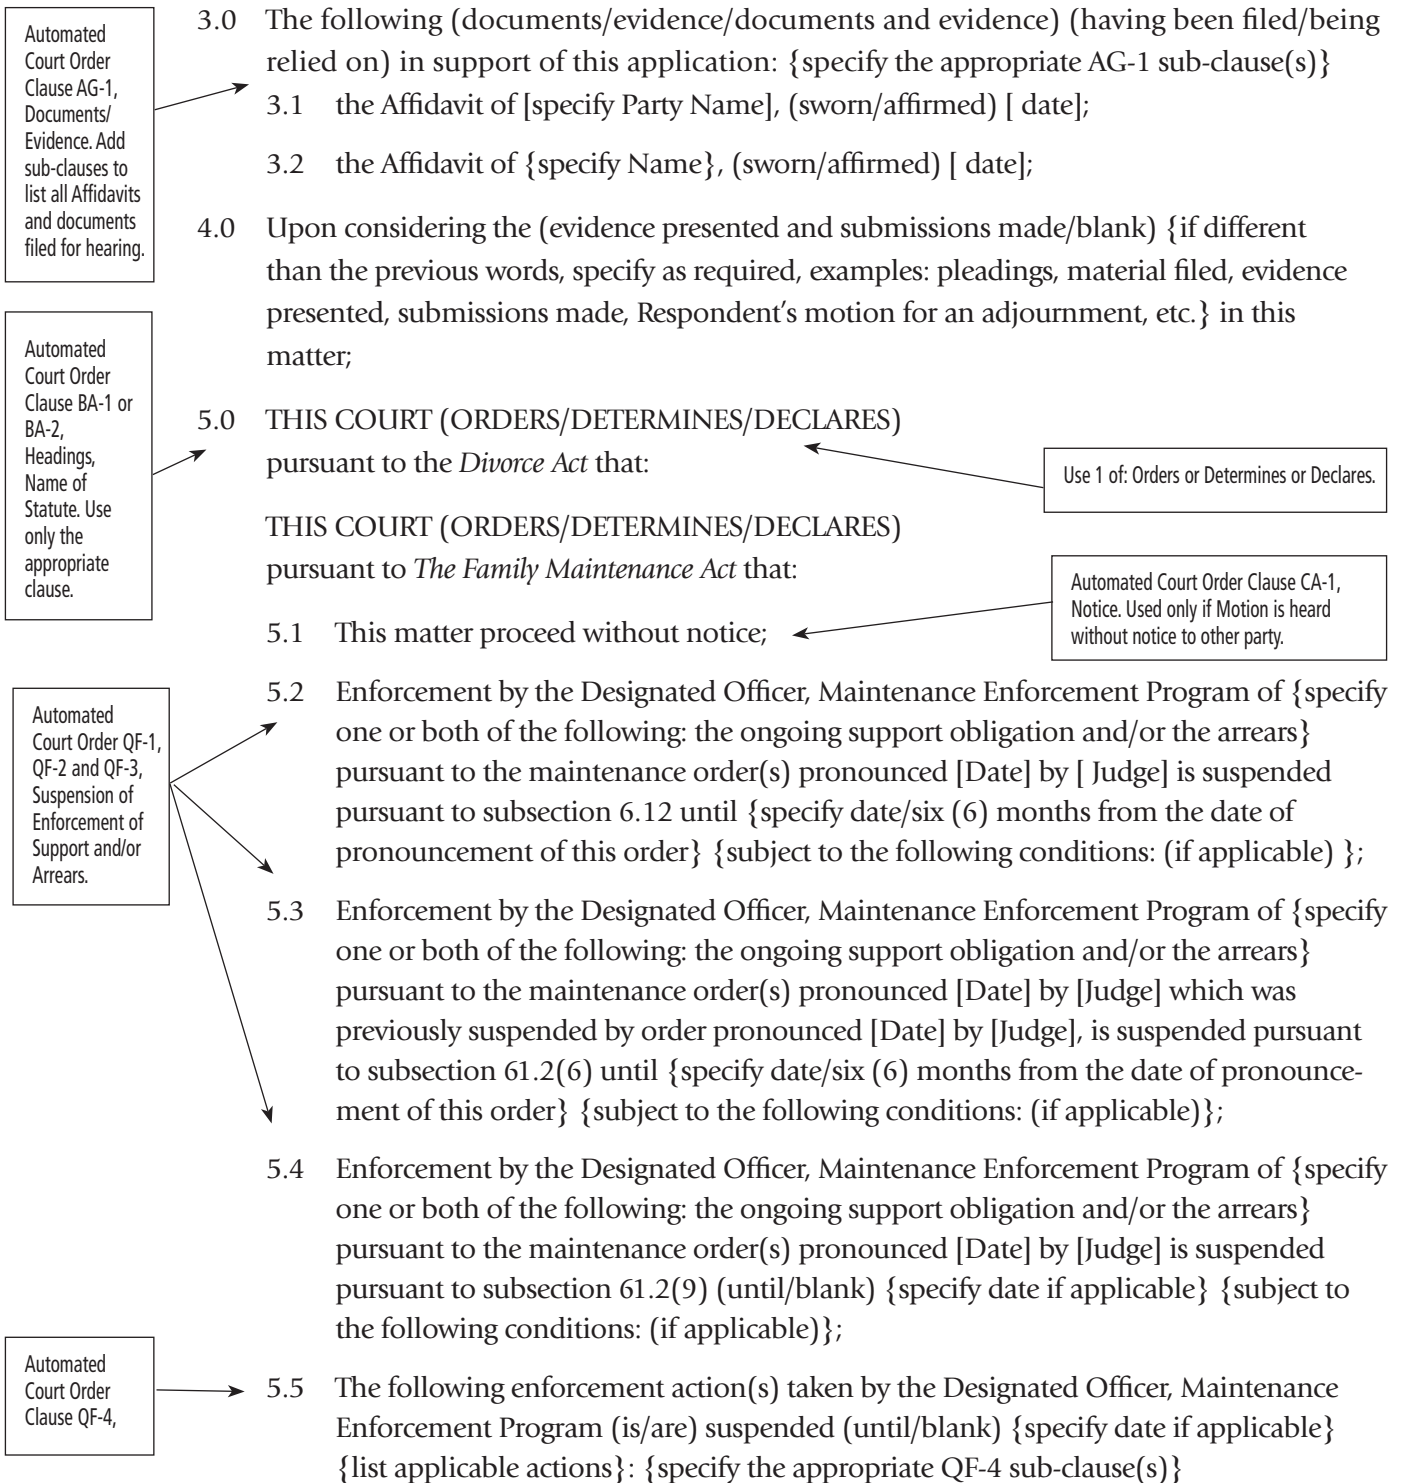 Automated
Court Order
Clause AG-1,
Documents/
Evidence. Add
sub-clauses to
list all Affidavits
and documents
filed for hearing.
3.0 The following (documents/evidence/documents and evidence) (having been filed/being
relied on) in support of this application: {specify the appropriate AG-1 sub-clause(s)}
3.1 the Affidavit of [specify Party Name], (sworn/affirmed) [ date];
3.2 the Affidavit of {specify Name}, (sworn/affirmed) [ date];
4.0 Upon considering the (evidence presented and submissions made/blank) {if different
than the previous words, specify as required, examples: pleadings, material filed, evidence
presented, submissions made, Respondent’s motion for an adjournment, etc.} in this
matter;
Automated
Court Order
Clause BA-1 or
BA-2,
Headings,
Name of
Statute. Use
only the
appropriate
clause.
5.0 THIS COURT (ORDERS/DETERMINES/DECLARES)
pursuant to the Divorce Act that:
Use 1 of: Orders or Determines or Declares.
THIS COURT (ORDERS/DETERMINES/DECLARES)
pursuant to The Family Maintenance Act that:
Automated Court Order Clause CA-1,
Notice. Used only if Motion is heard
without notice to other party.
5.1 This matter proceed without notice;
Automated
Court Order QF-1,
QF-2 and QF-3,
Suspension of
Enforcement of
Support and/or
Arrears.
5.2 Enforcement by the Designated Officer, Maintenance Enforcement Program of {specify
one or both of the following: the ongoing support obligation and/or the arrears}
pursuant to the maintenance order(s) pronounced [Date] by [ Judge] is suspended
pursuant to subsection 6.12 until {specify date/six (6) months from the date of
pronouncement of this order} {subject to the following conditions: (if applicable) };
5.3 Enforcement by the Designated Officer, Maintenance Enforcement Program of {specify
one or both of the following: the ongoing support obligation and/or the arrears}
pursuant to the maintenance order(s) pronounced [Date] by [Judge] which was
previously suspended by order pronounced [Date] by [Judge], is suspended pursuant
to subsection 61.2(6) until {specify date/six (6) months from the date of pronounce-
ment of this order} {subject to the following conditions: (if applicable)};
5.4 Enforcement by the Designated Officer, Maintenance Enforcement Program of {specify
one or both of the following: the ongoing support obligation and/or the arrears}
pursuant to the maintenance order(s) pronounced [Date] by [Judge] is suspended
pursuant to subsection 61.2(9) (until/blank) {specify date if applicable} {subject to
the following conditions: (if applicable)};
Automated
Court Order
Clause QF-4,
5.5 The following enforcement action(s) taken by the Designated Officer, Maintenance
Enforcement Program (is/are) suspended (until/blank) {specify date if applicable}
{list applicable actions}: {specify the appropriate QF-4 sub-clause(s)}